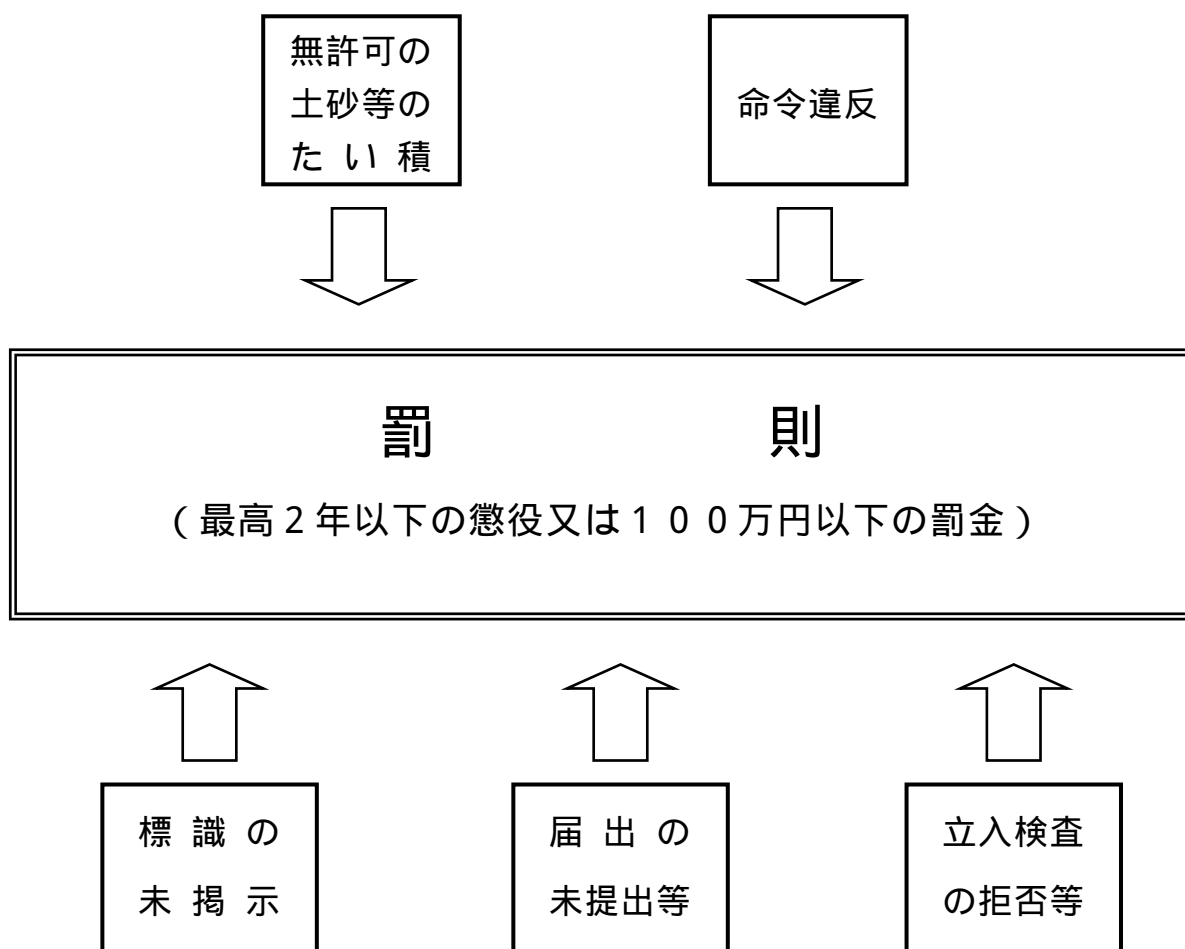 無許可の
土砂等の
たい積
命令違反
罰則
（最高２年以下の懲役又は１００万円以下の罰金）
標識の
未掲示
届出の
未提出等
立入検査
の拒否等